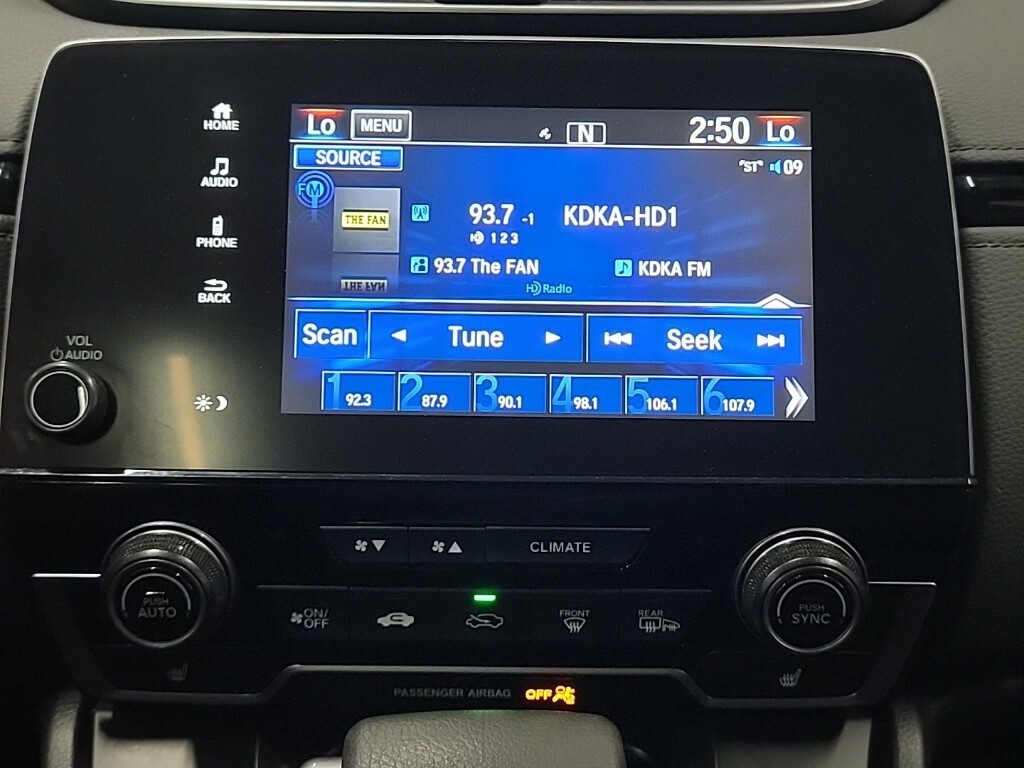 HOME
AUDIO
PHONE
BACK
VOL
AUDIO
Lo MENU N 2:50 Lo
SOURCE "ST" 09
FM
THE FAN
93.7 -1 KDKA-HD1
HD 1 2 3
93.7 The FAN KDKA FM
HD Radio
Scan Tune Seek
1 92.3 2 87.9 3 90.1 4 98.1 5 106.1 6 107.9
CLIMATE
PUSH AUTO
ON/OFF
FRONT
REAR
PUSH SYNC
PASSENGER AIRBAG OFF